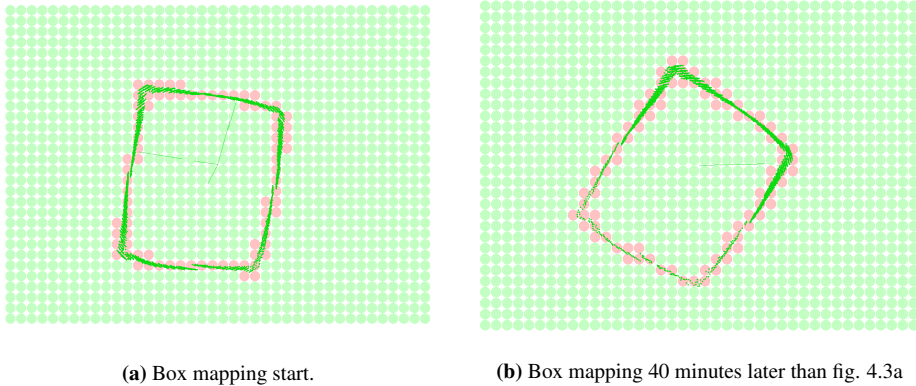 (a) Box mapping start.
(b) Box mapping 40 minutes later than fig. 4.3a